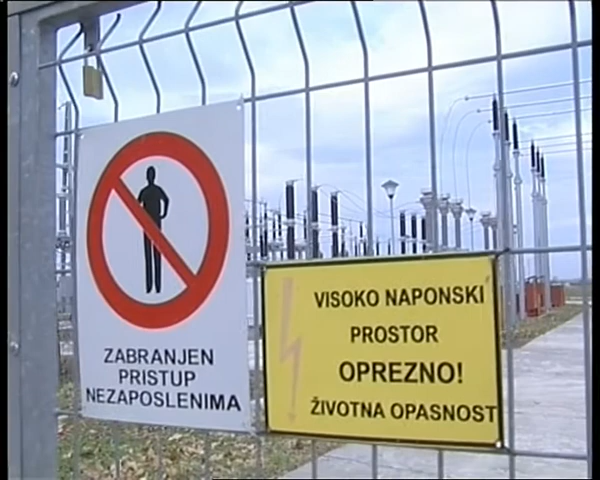 ZABRANJEN
PRISTUP
NEZAPOSLENIMA
VISOKO NAPONSKI
PROSTOR
OPREZNO!
ŽIVOTNA OPASNOST